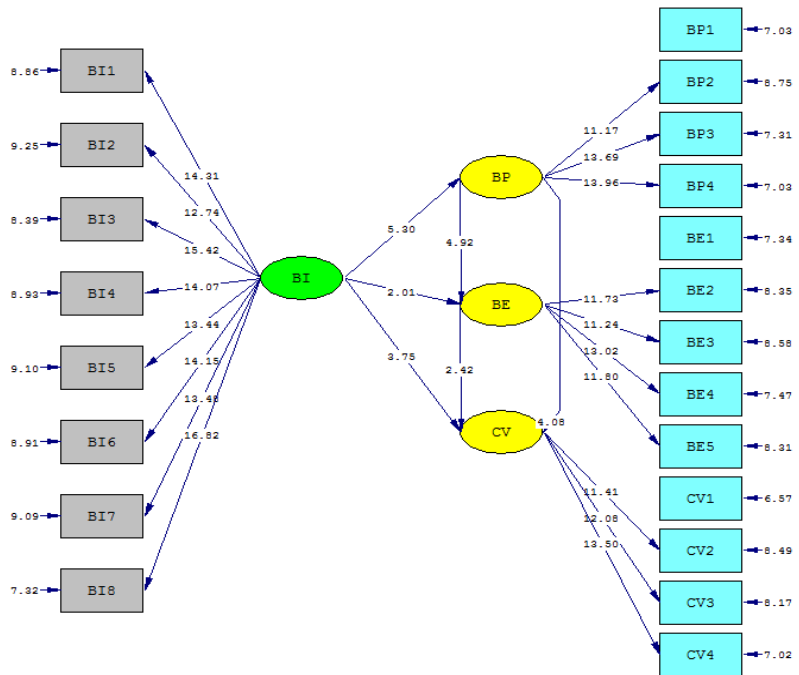 8.86 BI1
9.25 BI2
8.39 BI3
8.93 BI4
9.10 BI5
8.91 BI6
9.09 BI7
7.32 BI8
14.31
12.74
15.42
14.07
13.44
14.15
13.48
16.82
BI
5.30
2.01
3.75
BP
4.92
BE
2.42
CV
4.08
11.17
13.69
13.96
11.73
11.24
13.02
11.80
11.41
12.08
13.50
BP1 7.03
BP2 8.75
BP3 7.31
BP4 7.03
BE1 7.34
BE2 8.35
BE3 8.58
BE4 7.47
BE5 8.31
CV1 6.57
CV2 8.49
CV3 8.17
CV4 7.02